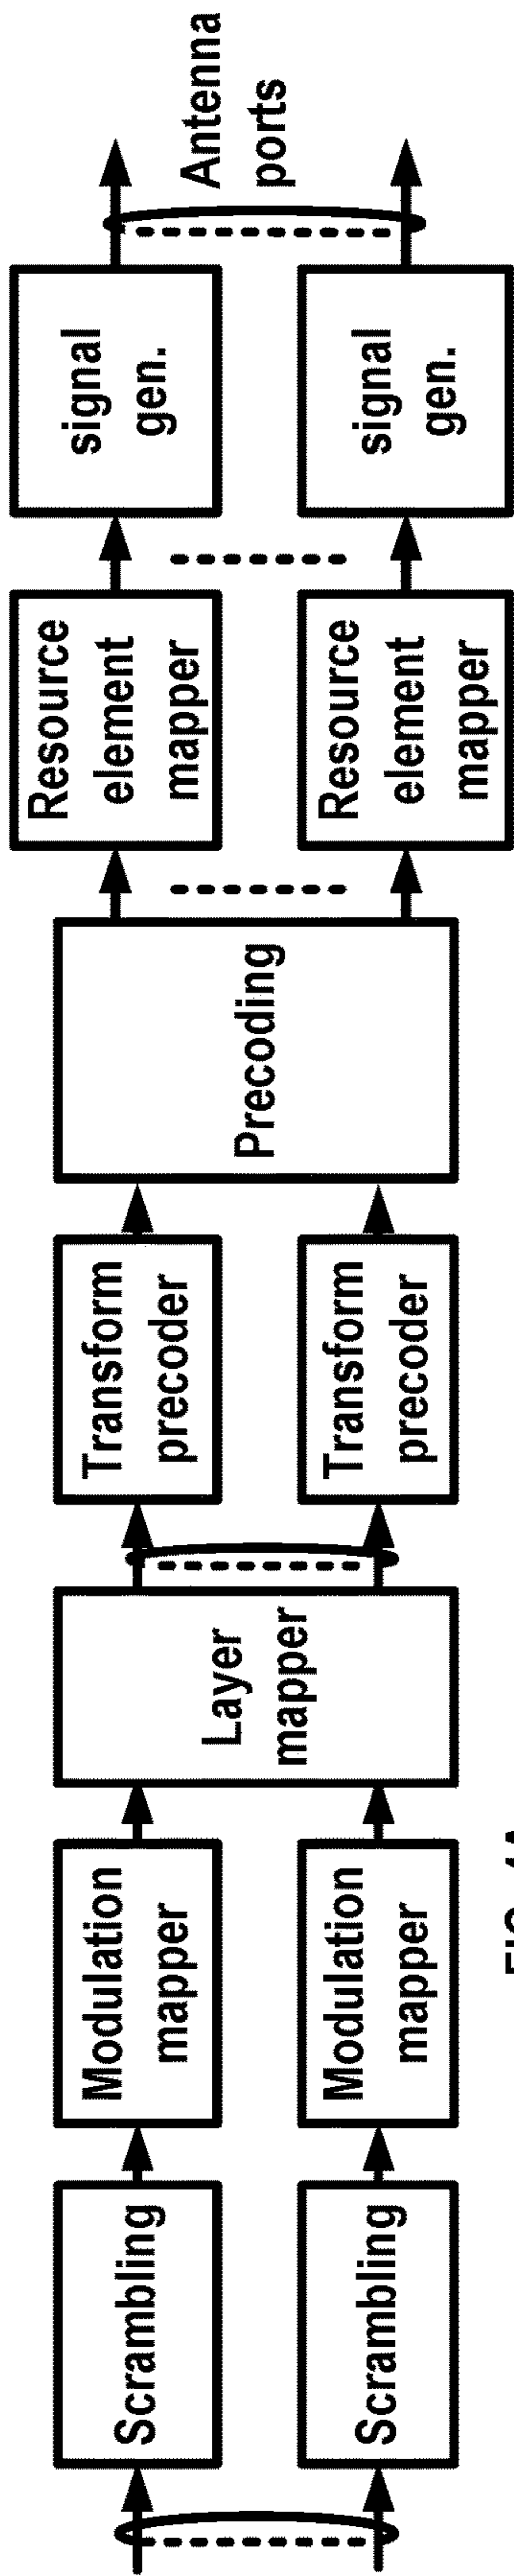 Scrambling
Scrambling
Modulation
mapper
Modulation
mapper
Layer
mapper
Transform
precoder
Transform
precoder
Precoding
Resource
element
mapper
Resource
element
mapper
signal
gen.
signal
gen.
Antenna
ports